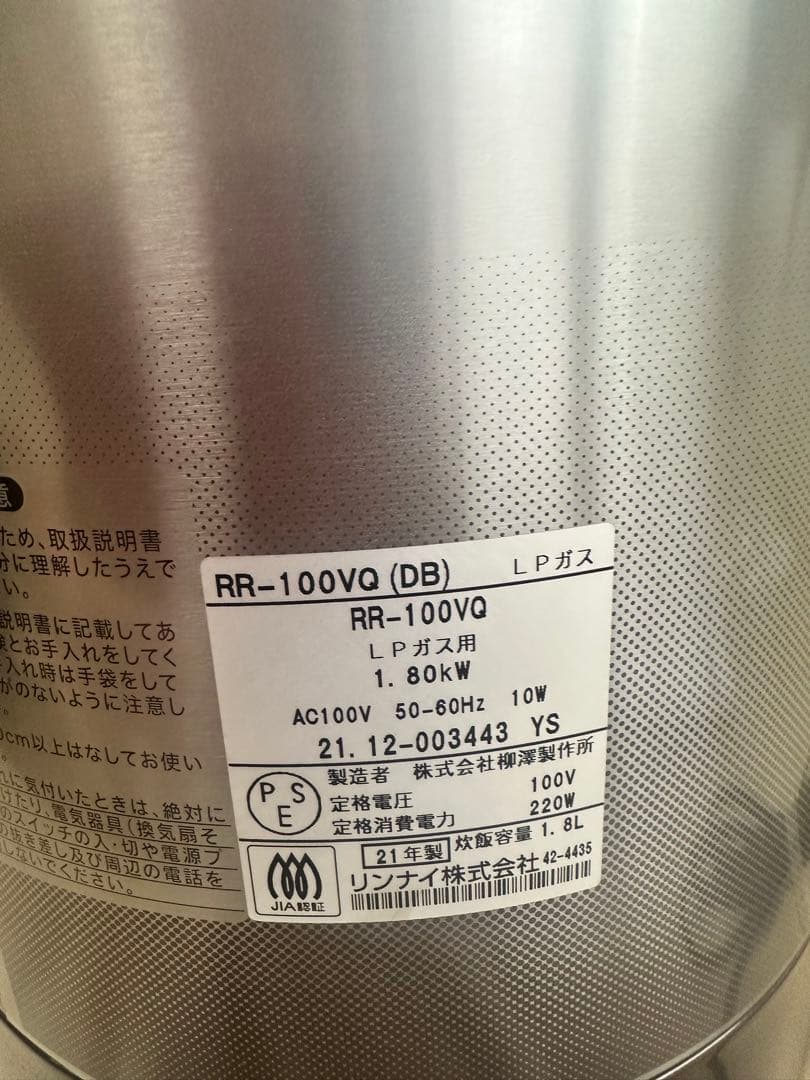 意
ため、取扱説明書
分に理解したうえで
い。
説明書に記載してあ
検とお手入れをしてく
手入れ時は手袋をして
がのないように注意し
0cm以上はなしてお使い
れに気付いたときは、絶対に
けたり、電気器具(換気扇そ
のスイッチの入・切や電源プ
の抜き差し及び周辺の電話を
しないでください。
RR-100VQ(DB) LPガス
RR-100VQ
LPガス用
1.80kW
AC100V 50-60Hz 10W
21.12-003443 YS
PSE
製造者 株式会社柳澤製作所
定格電圧 100V
定格消費電力 220W
21年製 炊飯容量 1.8L
JIA認証
リンナイ株式会社 42-4435